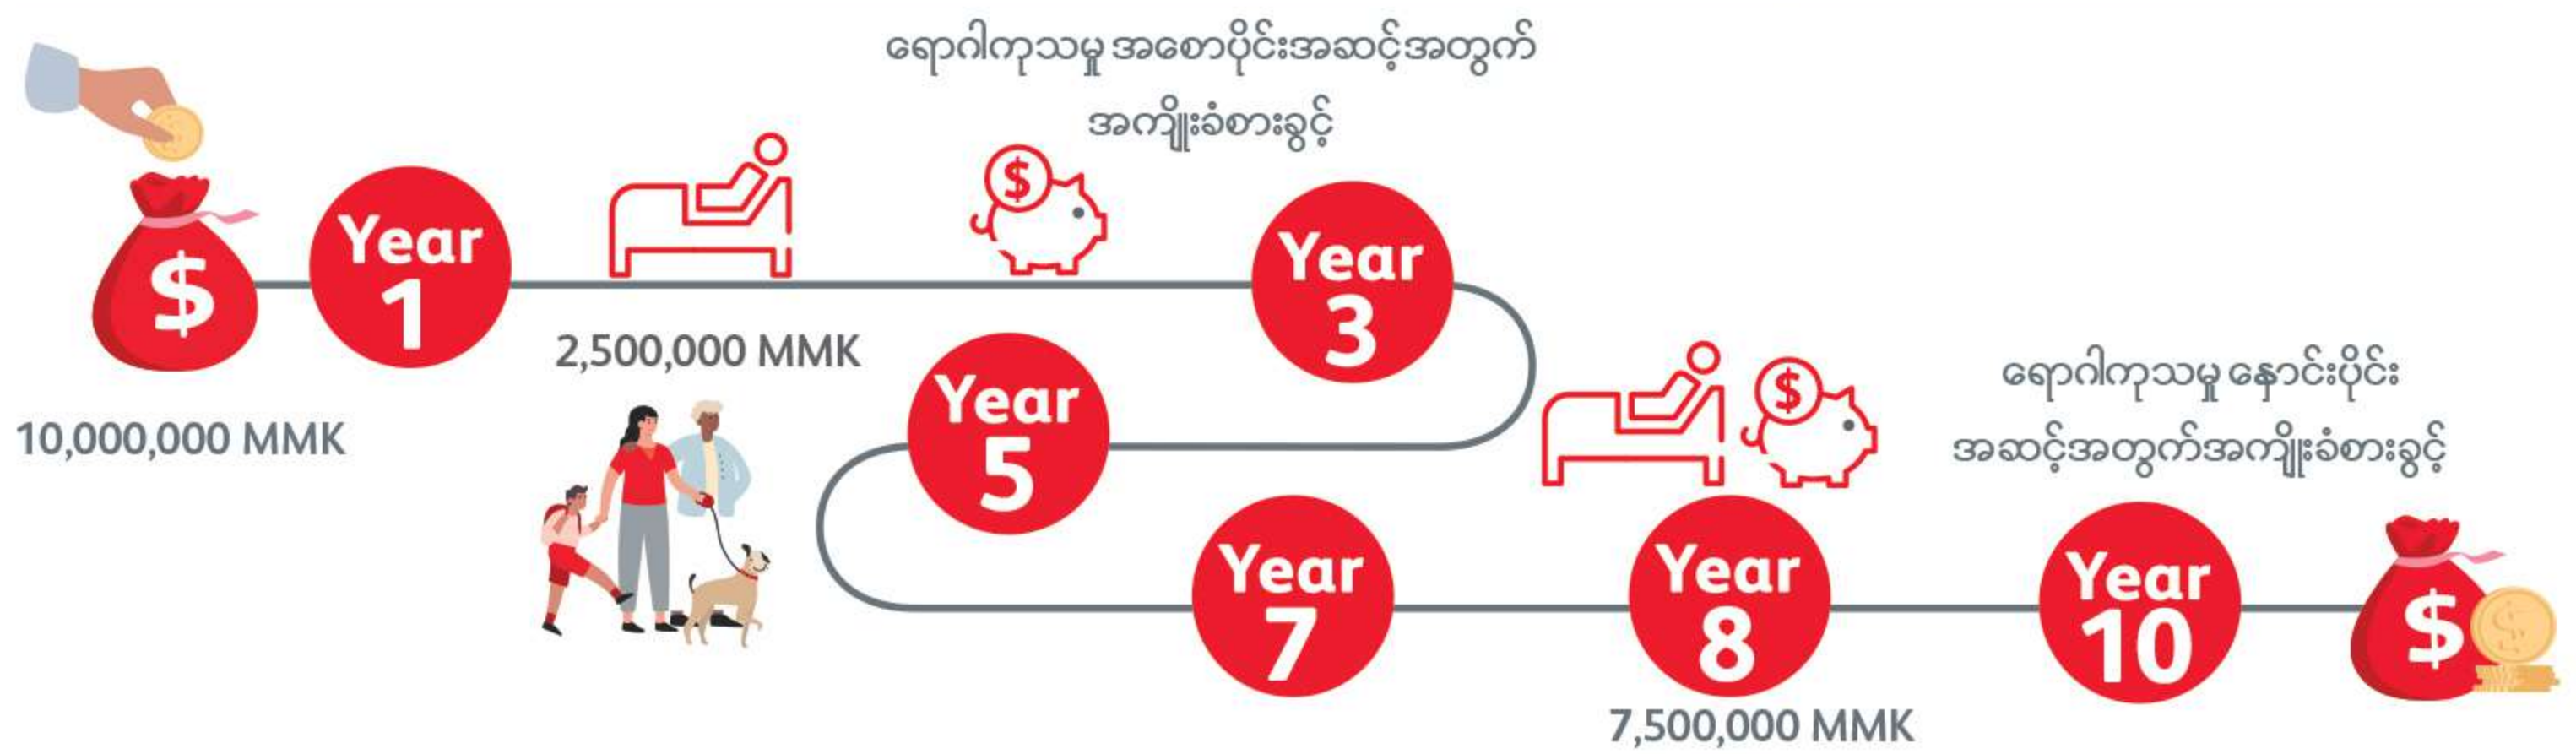 ရောဂါကုသမှု အစောပိုင်းအဆင့်အတွက်
အကျိုးခံစားခွင့်
$
Year
1
$
Year
3
$
10,000,000 MMK
2,500,000 MMK
Year
5
$
ရောဂါကုသမှု နှောင်းပိုင်း
အဆင့်အတွက်အကျိုးခံစားခွင့်
Year
7
Year
8
7,500,000 MMK
Year
10
$
$